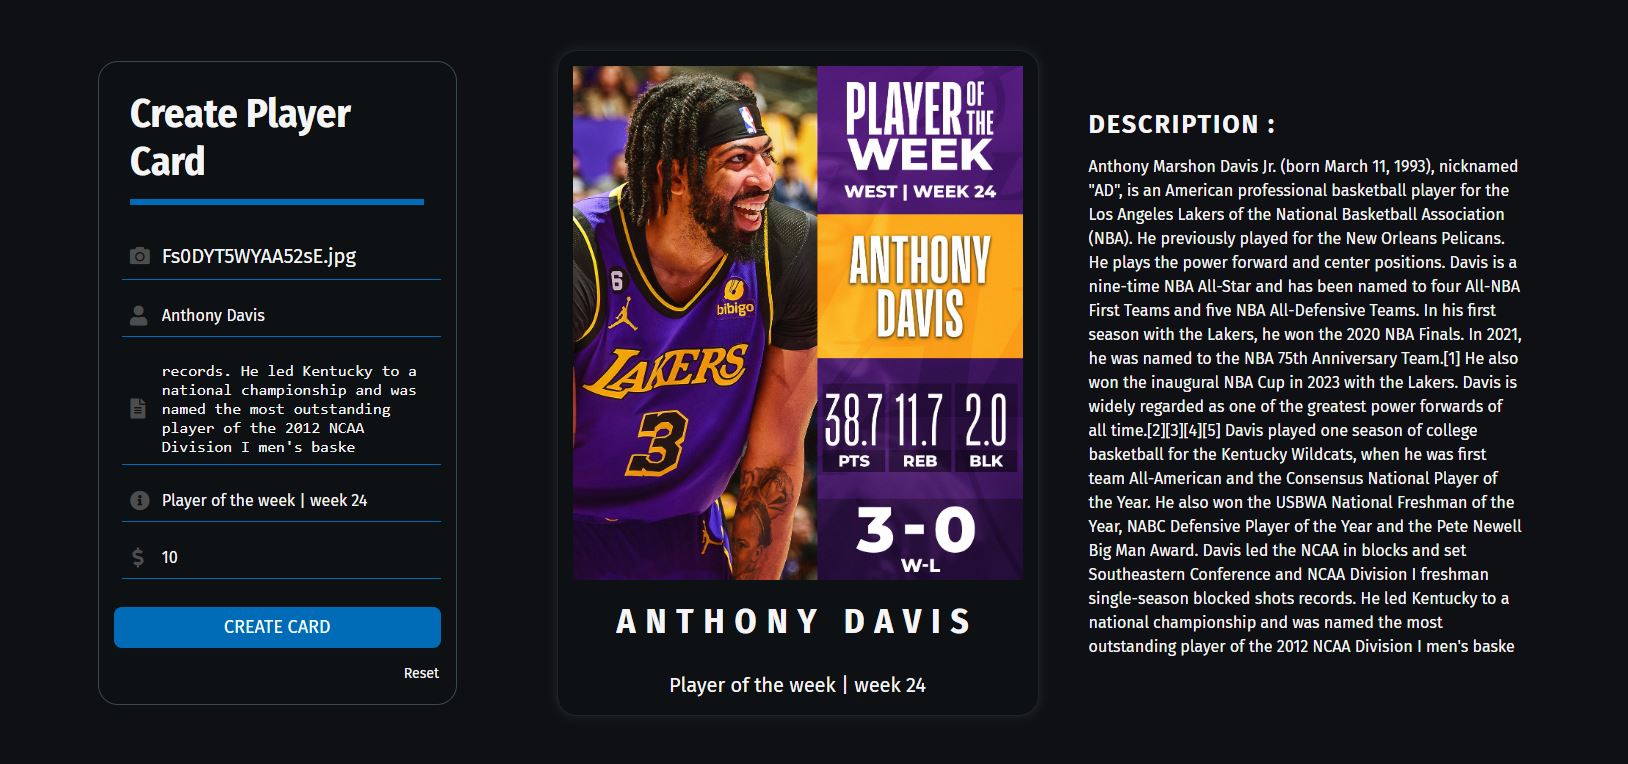 Create Player
Card
Fs0DYT5WYAA52sE.jpg
Anthony Davis
records. He led Kentucky to a
national championship and was
named the most outstanding
player of the 2012 NCAA
Division I men's baske
Player of the week | week 24
10
CREATE CARD
Reset
PLAYER OF THE
WEEK
WEST | WEEK 24
ANTHONY
DAVIS
6
bibigo
LAKERS
3
38.7 11.7 2.0
PTS REB BLK
3-0
W-L
ANTHONY DAVIS
Player of the week | week 24
DESCRIPTION :
Anthony Marshon Davis Jr. (born March 11, 1993), nicknamed
"AD", is an American professional basketball player for the
Los Angeles Lakers of the National Basketball Association
(NBA). He previously played for the New Orleans Pelicans.
He plays the power forward and center positions. Davis is a
nine-time NBA All-Star and has been named to four All-NBA
First Teams and five NBA All-Defensive Teams. In his first
season with the Lakers, he won the 2020 NBA Finals. In 2021,
he was named to the NBA 75th Anniversary Team.[1] He also
won the inaugural NBA Cup in 2023 with the Lakers. Davis is
widely regarded as one of the greatest power forwards of
all time.[2][3][4][5] Davis played one season of college
basketball for the Kentucky Wildcats, when he was first
team All-American and the Consensus National Player of
the Year. He also won the USBWA National Freshman of the
Year, NABC Defensive Player of the Year and the Pete Newell
Big Man Award. Davis led the NCAA in blocks and set
Southeastern Conference and NCAA Division I freshman
single-season blocked shots records. He led Kentucky to a
national championship and was named the most
outstanding player of the 2012 NCAA Division I men's baske